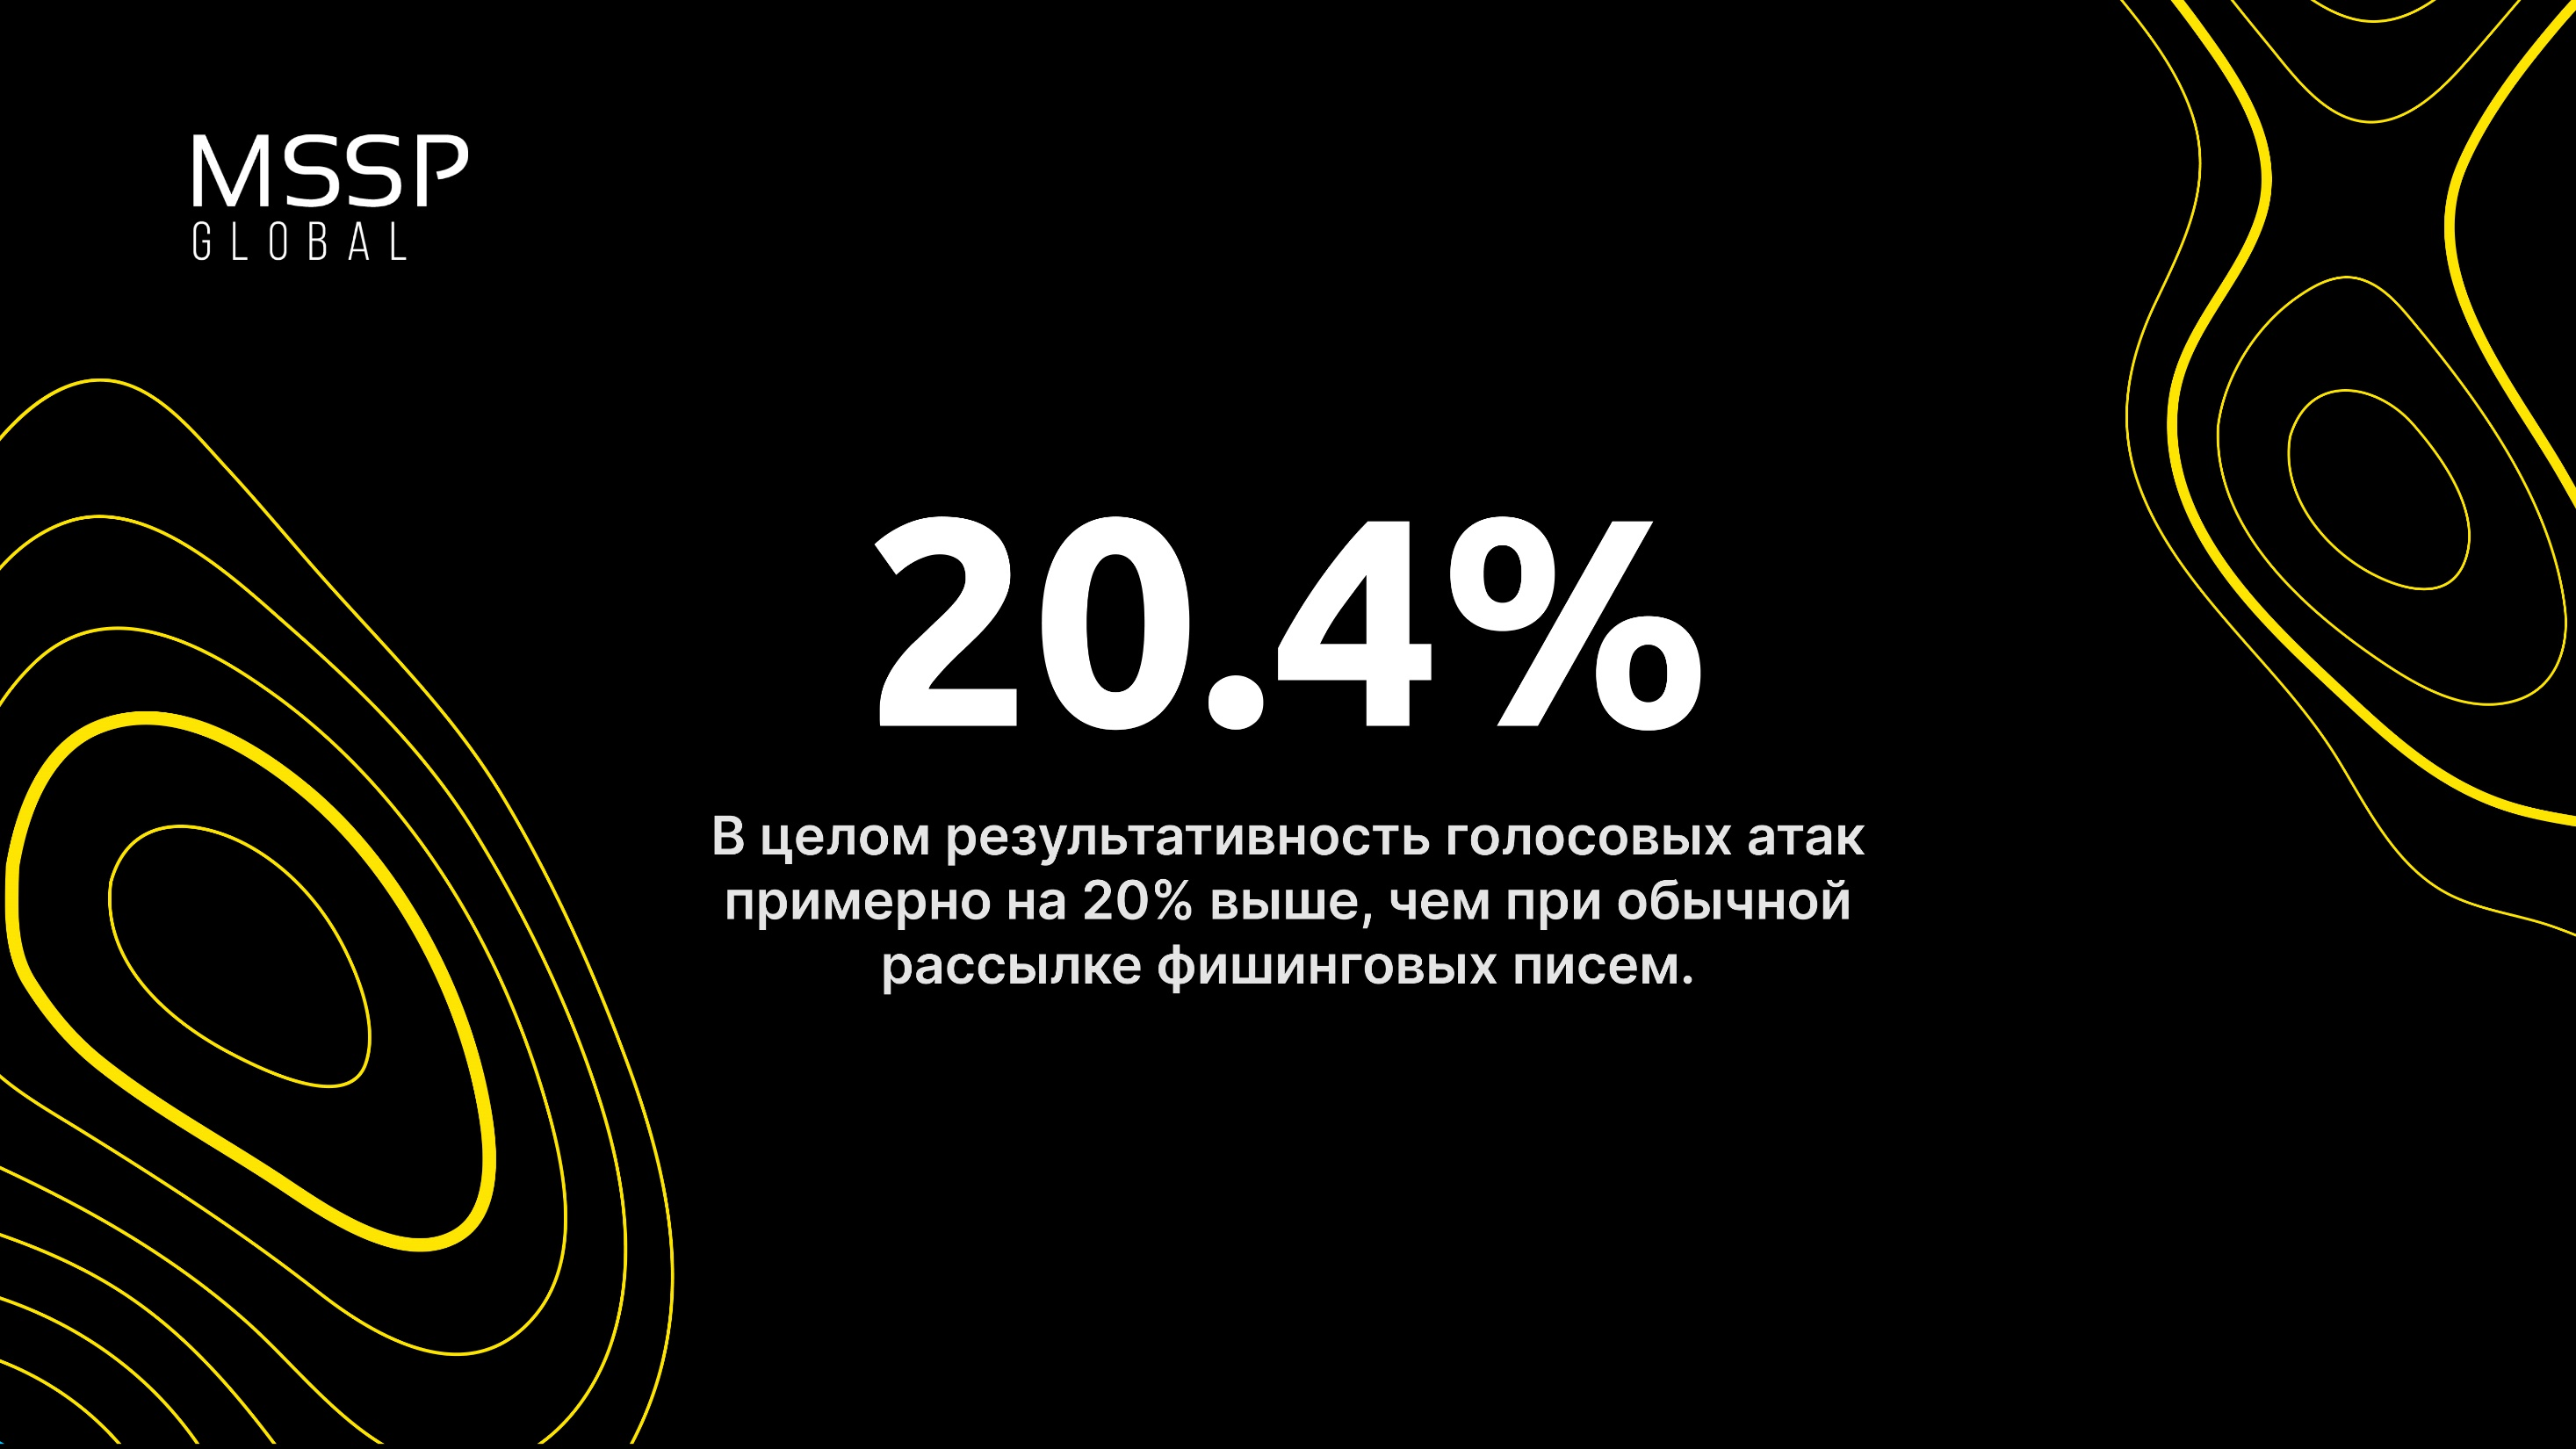 MSSP
GLOBAL
20.4%
В целом результативность голосовых атак
примерно на 20% выше, чем при обычной
рассылке фишинговых писем.